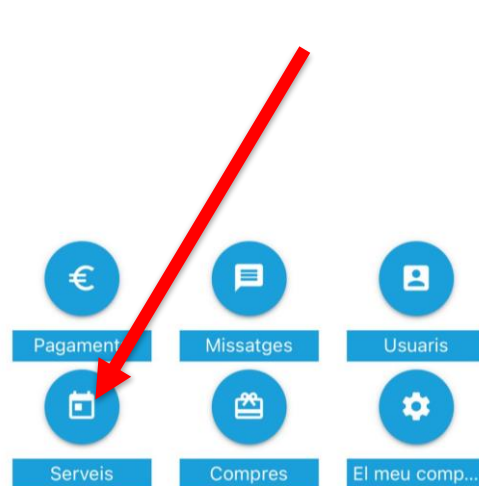 €
Pagament
Missatges
Usuaris
Serveis
Compres
El meu comp...